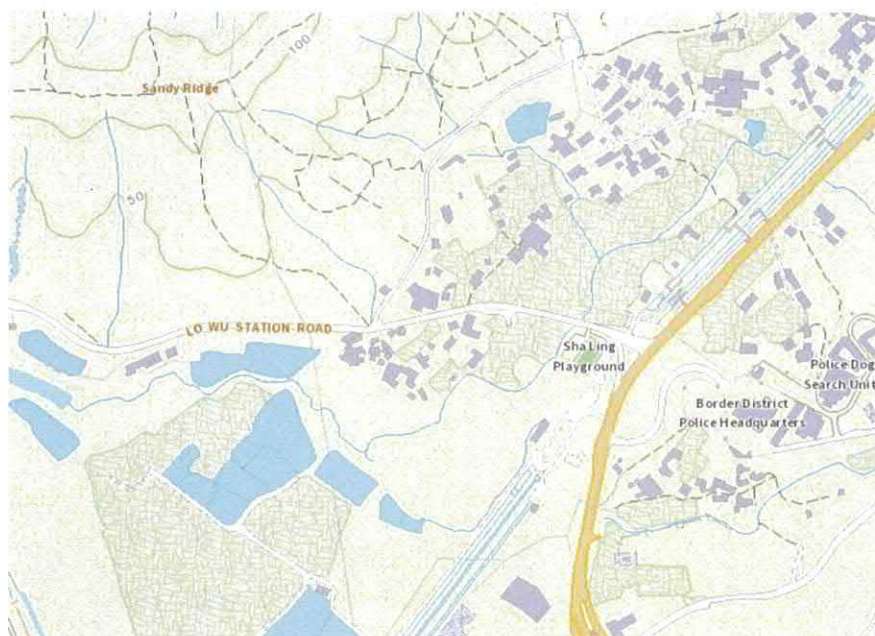 100
Sandy Ridge
50
LO WU STATION ROAD
Sha Ling
Playground
Police Dog
Search Unit
Border District
Police Headquarters